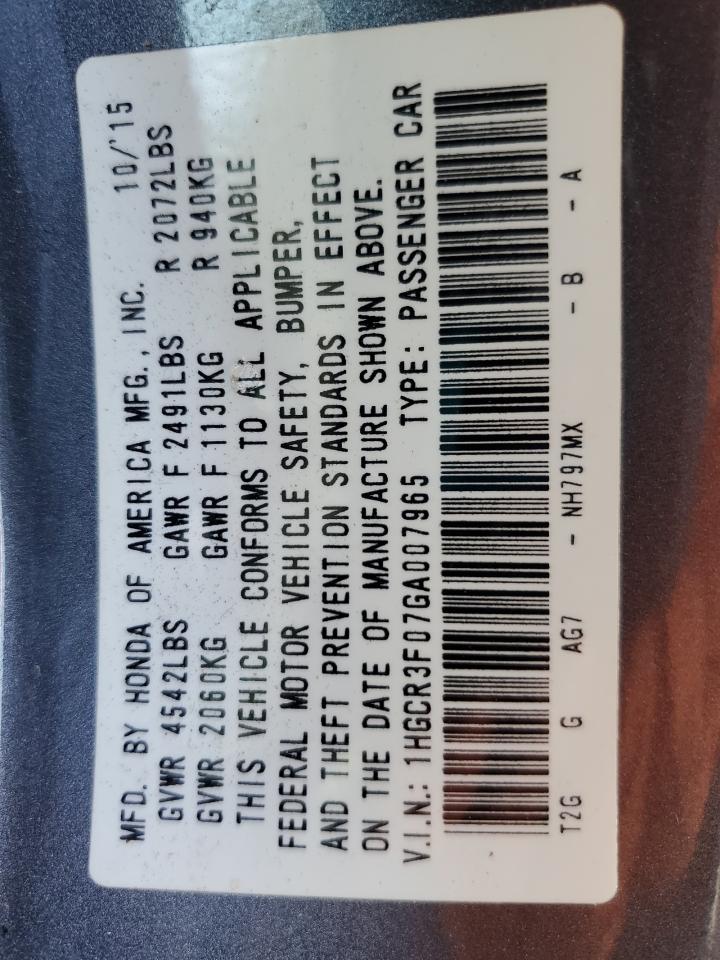 MFD. BY HONDA OF AMERICA MFG., INC. 10/'15
GVWR 4542LBS GAWR F 2491LBS R 2072LBS
GVWR 2060KG GAWR F 1130KG R 940KG
THIS VEHICLE CONFORMS TO ALL APPLICABLE
FEDERAL MOTOR VEHICLE SAFETY, BUMPER,
AND THEFT PREVENTION STANDARDS IN EFFECT
ON THE DATE OF MANUFACTURE SHOWN ABOVE.
V.I.N.: 1HGCR3F07GA007965 TYPE: PASSENGER CAR
T2G G AG7 - NH797MX - B - A